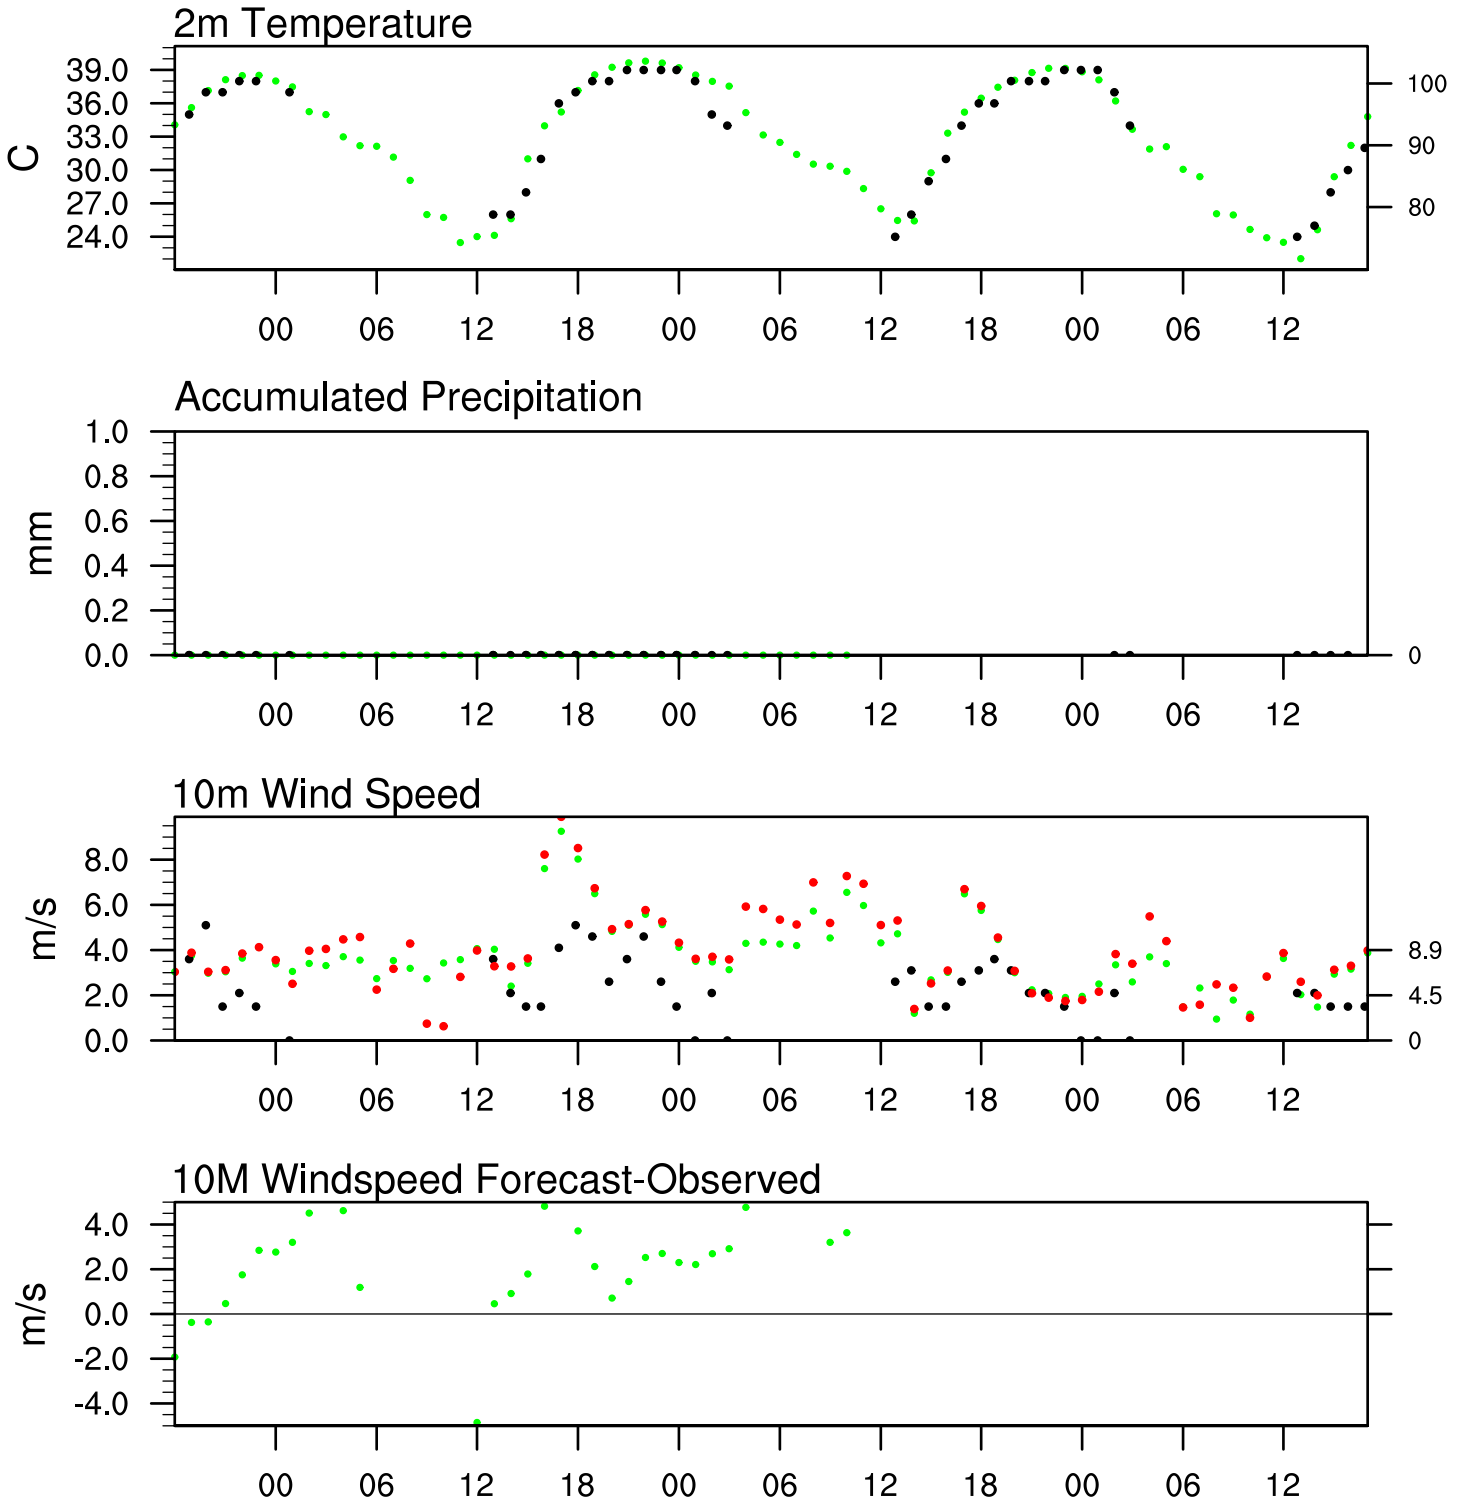 2m Temperature
39.0
36.0
33.0
30.0
27.0
24.0
C
100
90
80
00 06 12 18 00 06 12 18 00 06 12
Accumulated Precipitation
1.0
0.8
0.6
0.4
0.2
0.0
mm
0
00 06 12 18 00 06 12 18 00 06 12
10m Wind Speed
8.0
6.0
4.0
2.0
0.0
m/s
8.9
4.5
0
00 06 12 18 00 06 12 18 00 06 12
10M Windspeed Forecast-Observed
4.0
2.0
0.0
-2.0
-4.0
m/s
00 06 12 18 00 06 12 18 00 06 12